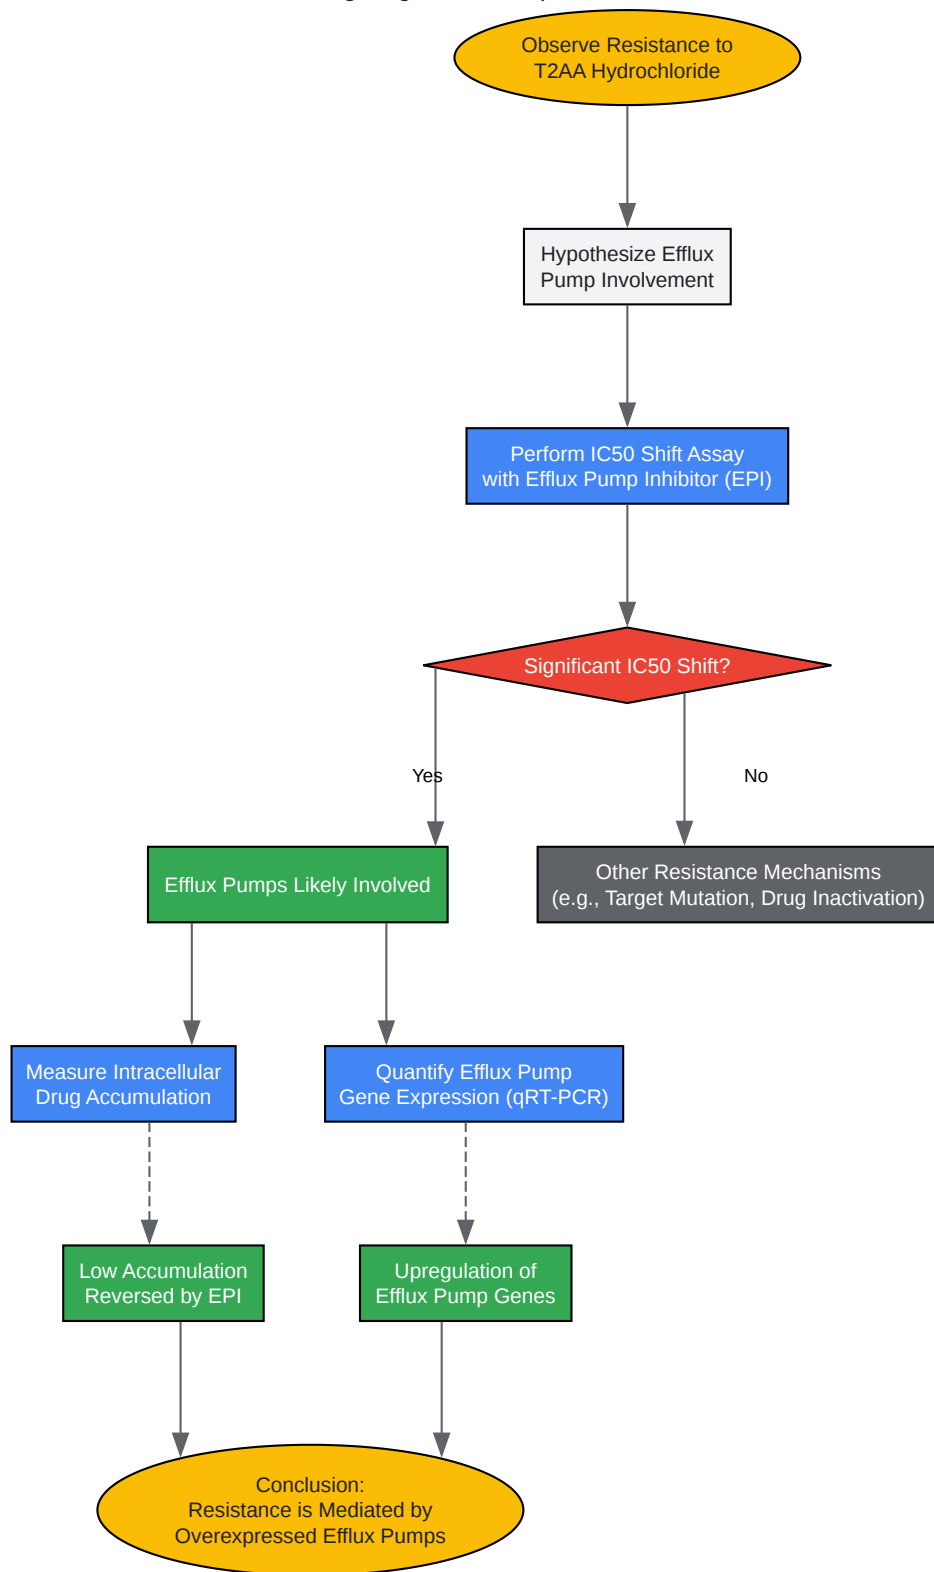 Observe Resistance to
T2AA Hydrochloride
Hypothesize Efflux
Pump Involvement
Perform IC50 Shift Assay
with Efflux Pump Inhibitor (EPI)
Significant IC50 Shift?
Yes
No
Efflux Pumps Likely Involved
Other Resistance Mechanisms
(e.g., Target Mutation, Drug Inactivation)
Measure Intracellular
Drug Accumulation
Quantify Efflux Pump
Gene Expression (qRT-PCR)
Low Accumulation
Reversed by EPI
Upregulation of
Efflux Pump Genes
Conclusion:
Resistance is Mediated by
Overexpressed Efflux Pumps